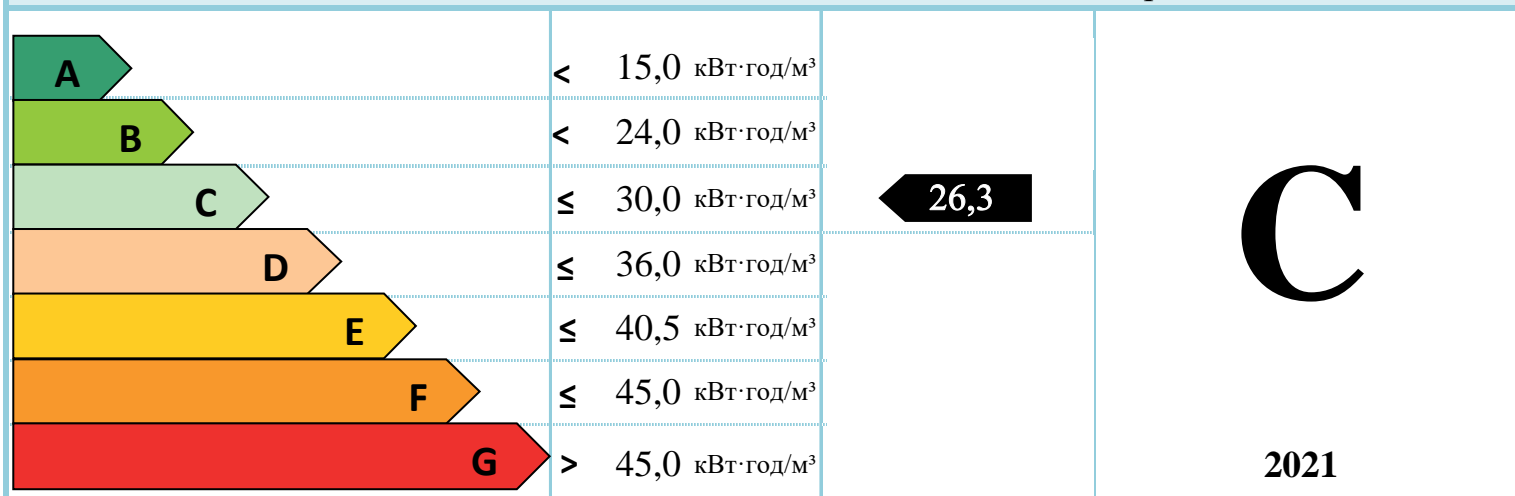 A < 15,0 кВт·год/м³
B < 24,0 кВт·год/м³
C ≤ 30,0 кВт·год/м³ 26,3
D ≤ 36,0 кВт·год/м³
E ≤ 40,5 кВт·год/м³
F ≤ 45,0 кВт·год/м³
G > 45,0 кВт·год/м³
C
2021